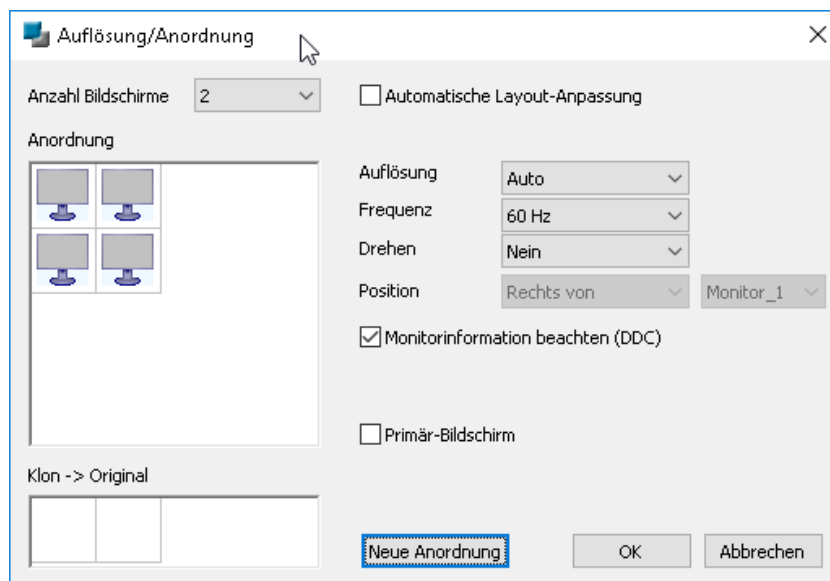 Auflösung/Anordnung
Anzahl Bildschirme 2
Automatische Layout-Anpassung
Anordnung
Auflösung Auto
Frequenz 60 Hz
Drehen Nein
Position Rechts von Monitor_1
Monitorinformation beachten (DDC)
Primär-Bildschirm
Klon -> Original
Neue Anordnung OK Abbrechen